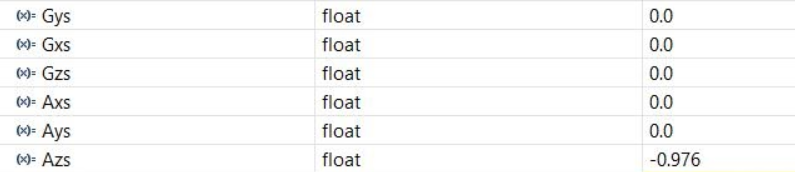 (x)= Gys float 0.0
(x)= Gxs float 0.0
(x)= Gzs float 0.0
(x)= Axs float 0.0
(x)= Ays float 0.0
(x)= Azs float -0.976